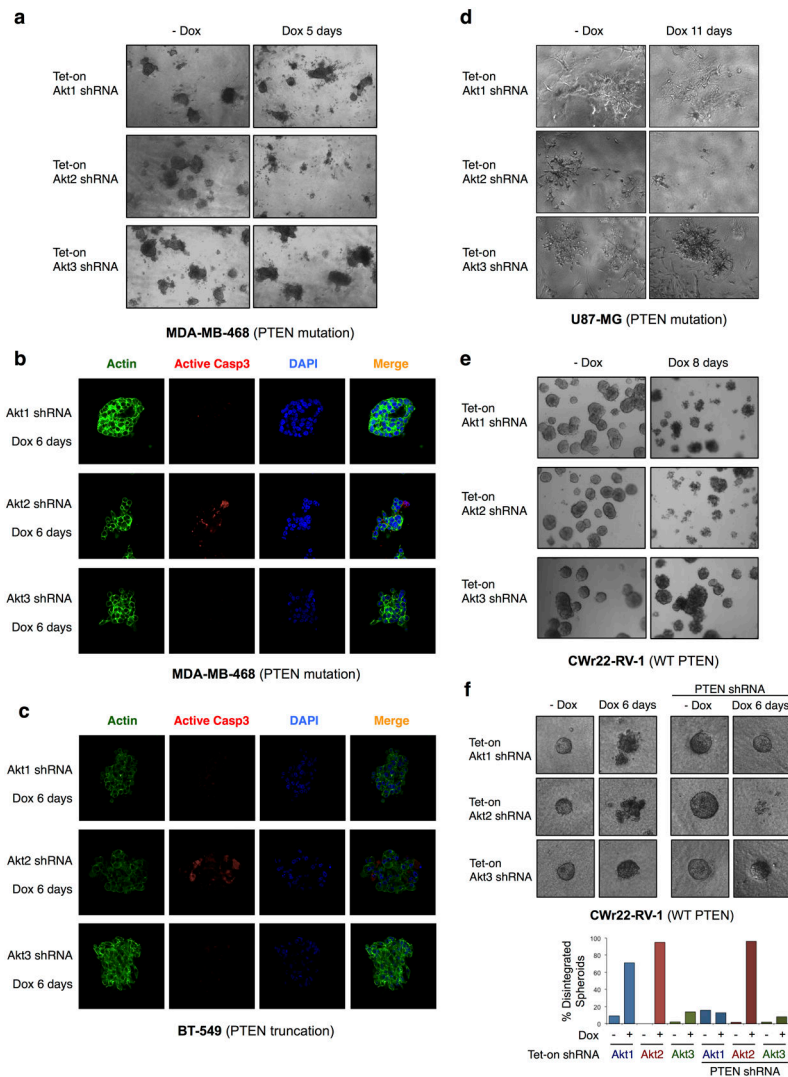 a
- Dox Dox 5 days
Tet-on
Akt1 shRNA
Tet-on
Akt2 shRNA
Tet-on
Akt3 shRNA
MDA-MB-468 (PTEN mutation)
b
Actin Active Casp3 DAPI Merge
Akt1 shRNA
Dox 6 days
Akt2 shRNA
Dox 6 days
Akt3 shRNA
Dox 6 days
MDA-MB-468 (PTEN mutation)
c
Actin Active Casp3 DAPI Merge
Akt1 shRNA
Dox 6 days
Akt2 shRNA
Dox 6 days
Akt3 shRNA
Dox 6 days
BT-549 (PTEN truncation)
d
- Dox Dox 11 days
Tet-on
Akt1 shRNA
Tet-on
Akt2 shRNA
Tet-on
Akt3 shRNA
U87-MG (PTEN mutation)
e
- Dox Dox 8 days
Tet-on
Akt1 shRNA
Tet-on
Akt2 shRNA
Tet-on
Akt3 shRNA
CWr22-RV-1 (WT PTEN)
f
PTEN shRNA
- Dox Dox 6 days - Dox Dox 6 days
Tet-on
Akt1 shRNA
Tet-on
Akt2 shRNA
Tet-on
Akt3 shRNA
CWr22-RV-1 (WT PTEN)
% Disintegrated
Spheroids
100
80
60
40
20
0
Dox - + - + - + - + - + - +
Tet-on shRNA Akt1 Akt2 Akt3 Akt1 Akt2 Akt3
PTEN shRNA